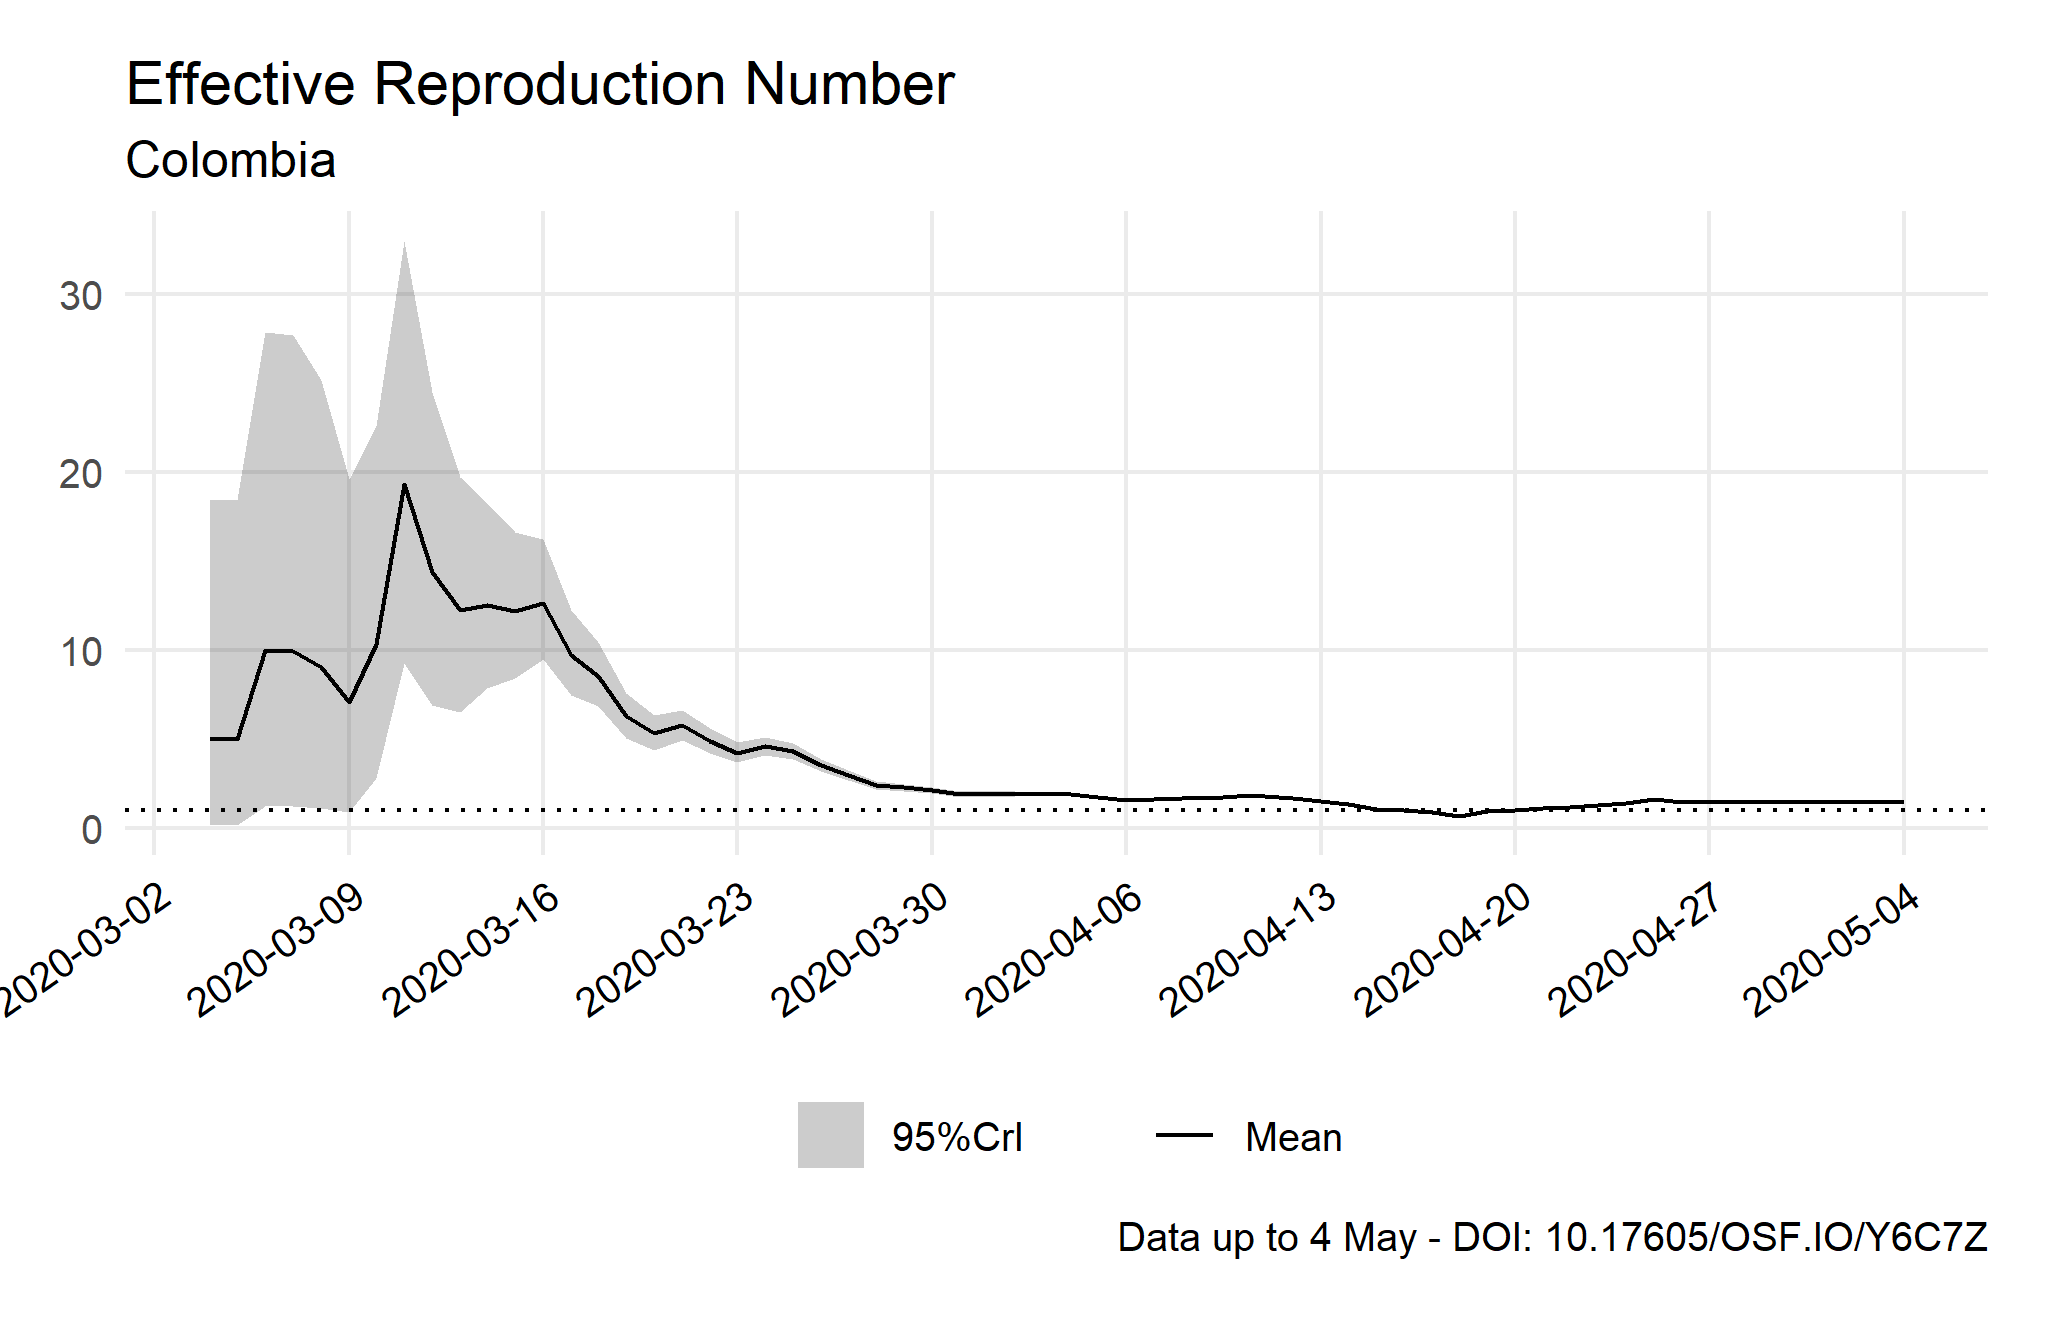 Effective Reproduction Number
Colombia
30
20
10
0
2020-03-02
2020-03-09
2020-03-16
2020-03-23
2020-03-30
2020-04-06
2020-04-13
2020-04-20
2020-04-27
2020-05-04
95%CrI
Mean
Data up to 4 May - DOI: 10.17605/OSF.IO/Y6C7Z